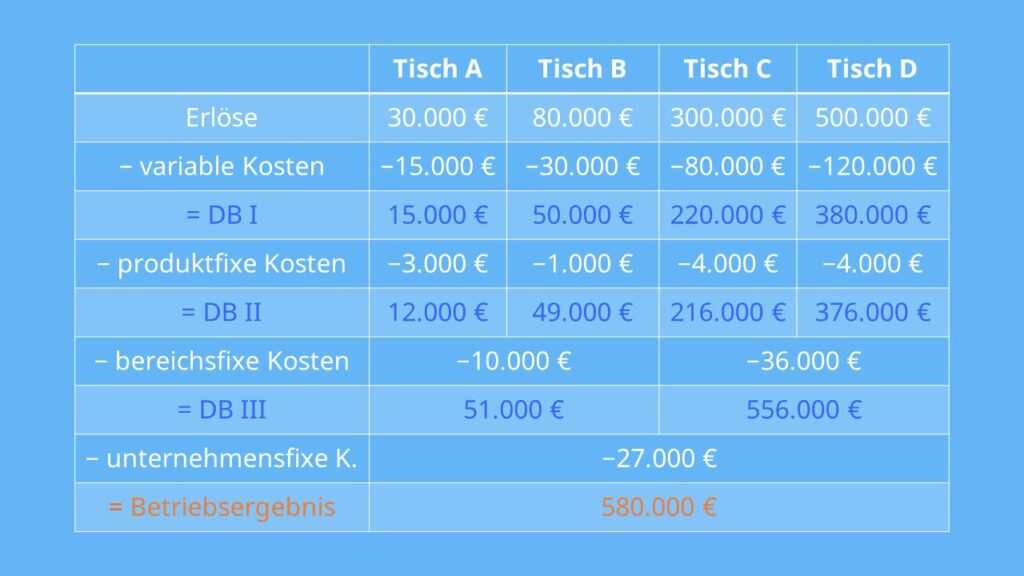 Tisch A Tisch B Tisch C Tisch D
Erlöse 30.000 € 80.000 € 300.000 € 500.000 €
− variable Kosten −15.000 € −30.000 € −80.000 € −120.000 €
= DB I 15.000 € 50.000 € 220.000 € 380.000 €
− produktfixe Kosten −3.000 € −1.000 € −4.000 € −4.000 €
= DB II 12.000 € 49.000 € 216.000 € 376.000 €
− bereichsfixe Kosten −10.000 € −36.000 €
= DB III 51.000 € 556.000 €
− unternehmensfixe K. −27.000 €
= Betriebsergebnis 580.000 €